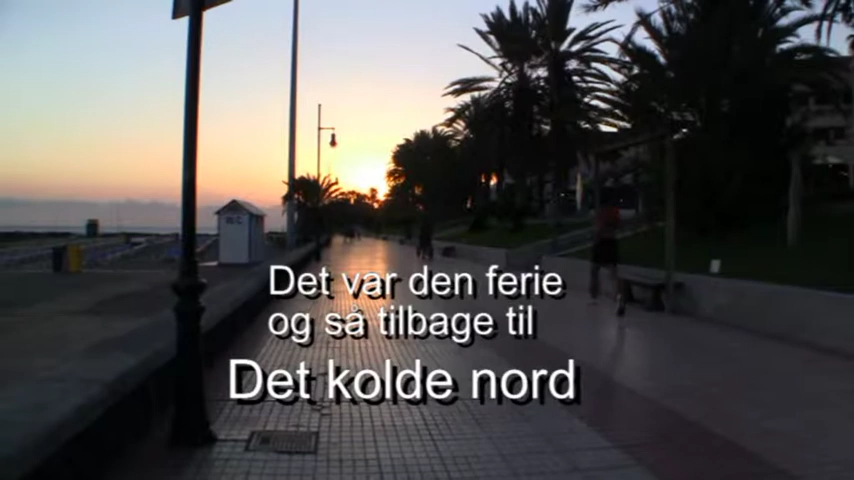 Det var den ferie
og så tilbage til
Det kolde nord